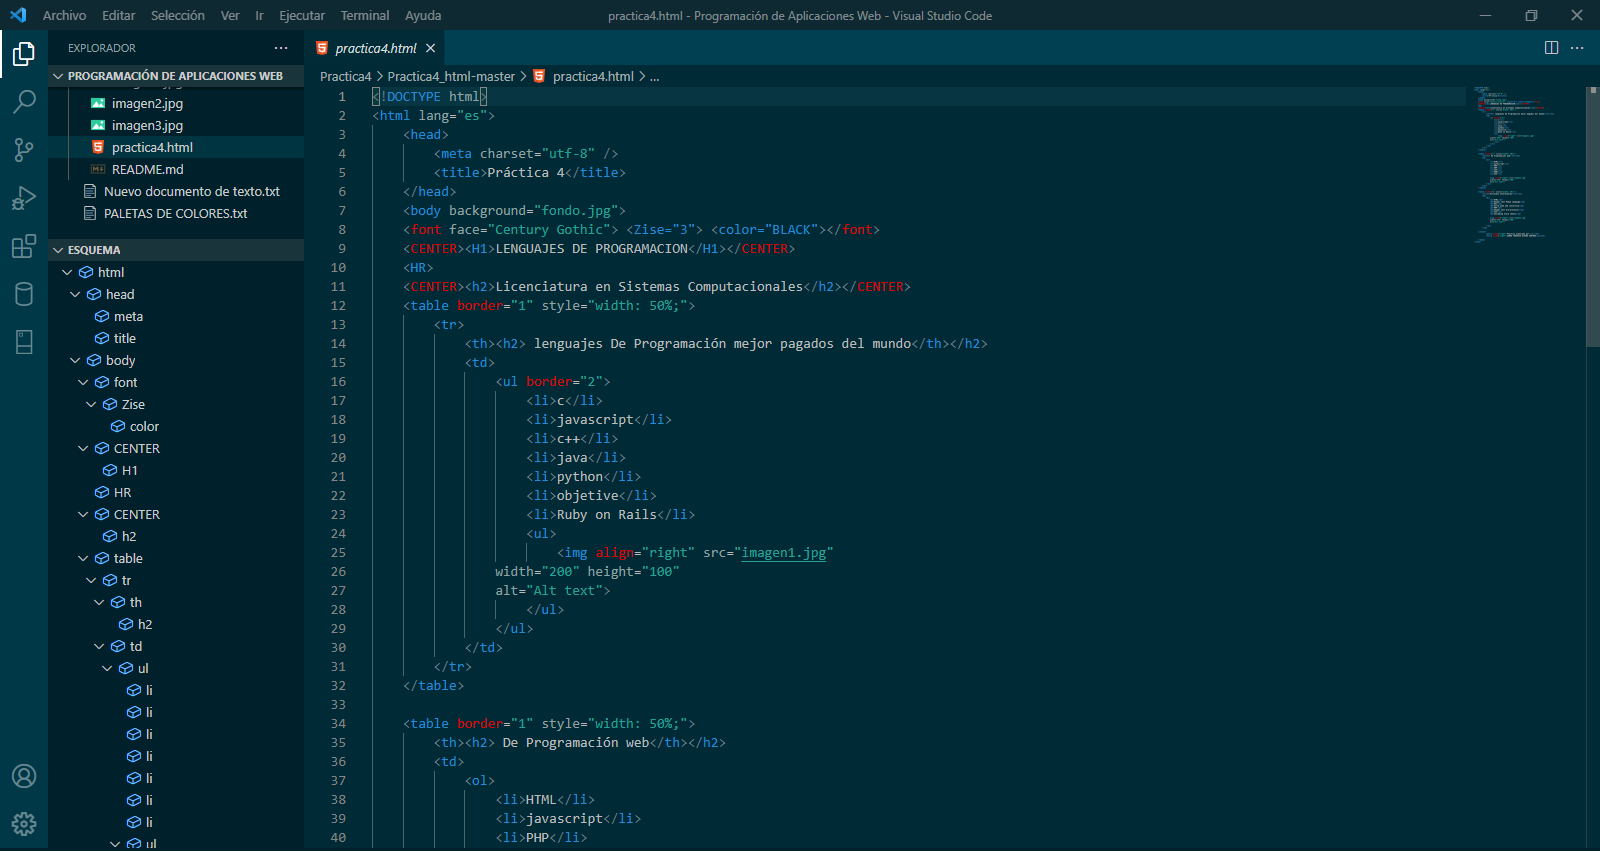 Archivo Editar Selección Ver Ir Ejecutar Terminal Ayuda practica4.html - Programación de Aplicaciones Web - Visual Studio Code
EXPLORADOR
PROGRAMACIÓN DE APLICACIONES WEB
imagen2.jpg
imagen3.jpg
practica4.html
README.md
Nuevo documento de texto.txt
PALETAS DE COLORES.txt
ESQUEMA
html
head
meta
title
body
font
Zise
color
CENTER
H1
HR
CENTER
h2
table
tr
th
h2
td
ul
li
li
li
li
li
li
li
ul
practica4.html
Practica4 > Practica4_html-master > practica4.html > ...
1 <!DOCTYPE html>
2 <html lang="es">
3 <head>
4 <meta charset="utf-8" />
5 <title>Práctica 4</title>
6 </head>
7 <body background="fondo.jpg">
8 <font face="Century Gothic"> <Zise="3"> <color="BLACK"></font>
9 <CENTER><H1>LENGUAJES DE PROGRAMACION</H1></CENTER>
10 <HR>
11 <CENTER><h2>Licenciatura en Sistemas Computacionales</h2></CENTER>
12 <table border="1" style="width: 50%;">
13 <tr>
14 <th><h2> lenguajes De Programación mejor pagados del mundo</th></h2>
15 <td>
16 <ul border="2">
17 <li>c</li>
18 <li>javascript</li>
19 <li>c++</li>
20 <li>java</li>
21 <li>python</li>
22 <li>objetive</li>
23 <li>Ruby on Rails</li>
24 <ul>
25 <img align="right" src="imagen1.jpg"
26 width="200" height="100"
27 alt="Alt text">
28 </ul>
29 </ul>
30 </td>
31 </tr>
32 </table>
33
34 <table border="1" style="width: 50%;">
35 <th><h2> De Programación web</th></h2>
36 <td>
37 <ol>
38 <li>HTML</li>
39 <li>javascript</li>
40 <li>PHP</li>